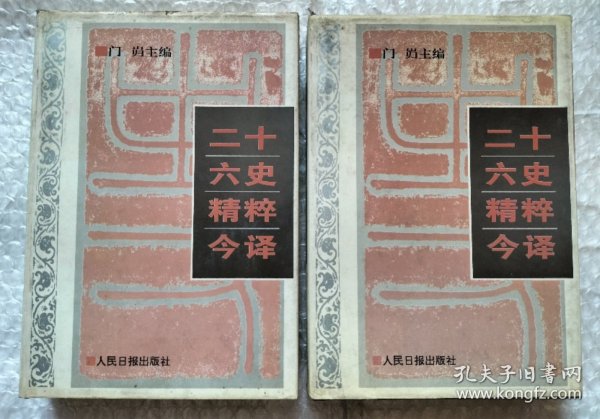 门岿主编
二十
六史
精粹
今译
人民日报出版社
门岿主编
二十
六史
精粹
今译
人民日报出版社
孔夫子旧书网
www.kongfz.com